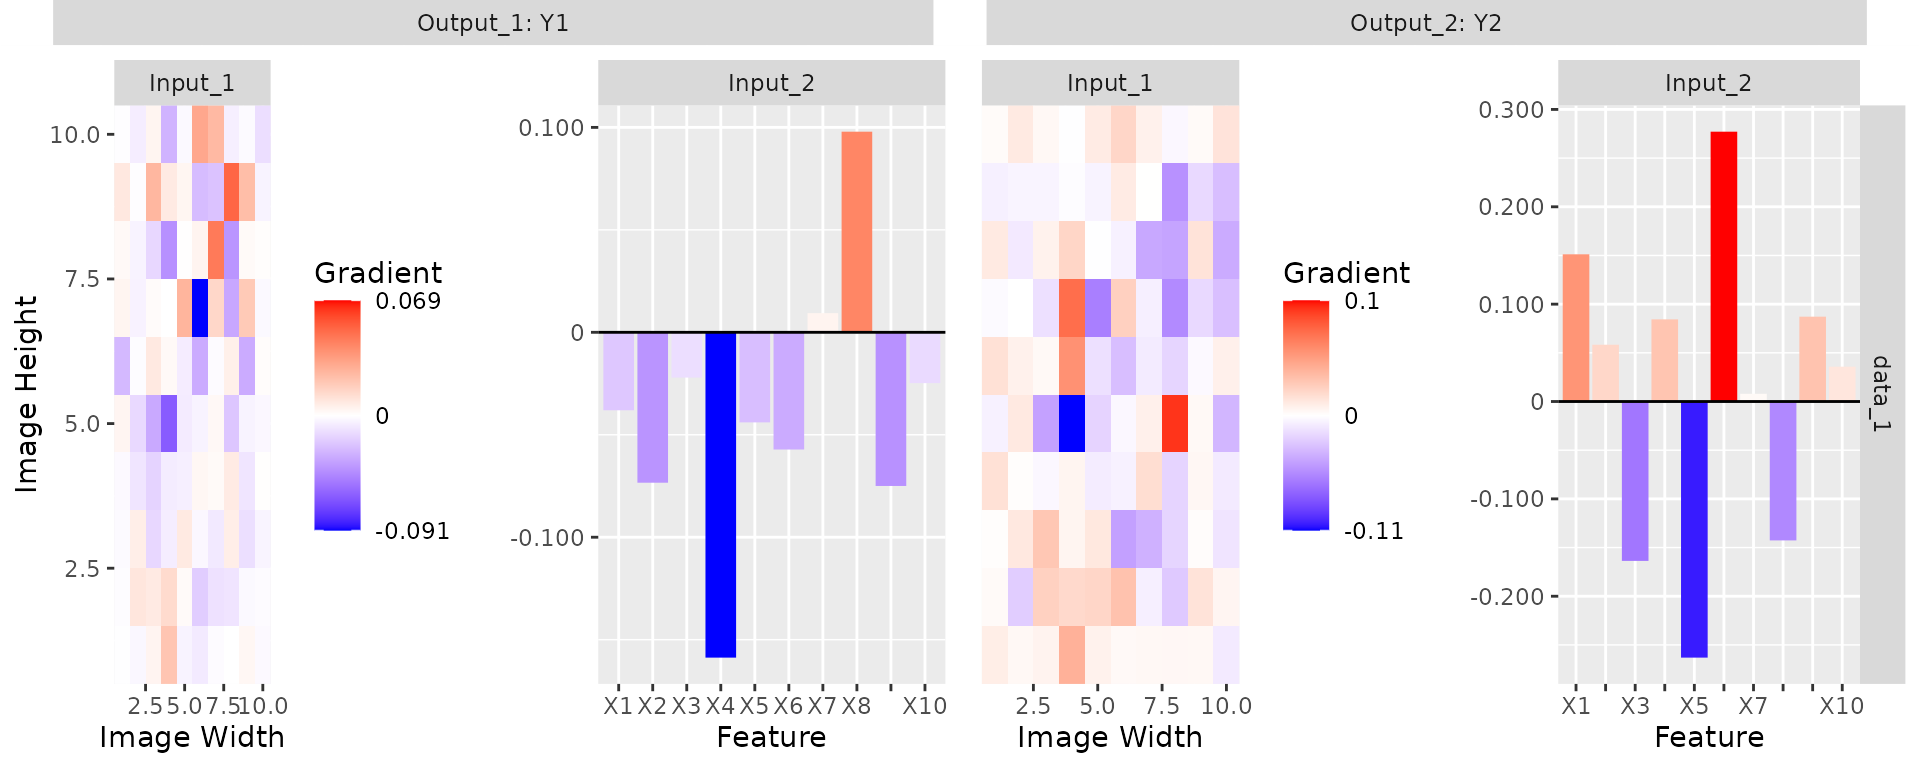 Output_1: Y1
Output_2: Y2
Input_1
Input_2
Input_1
Input_2
Image Height
10.0
7.5
5.0
2.5
2.5
5.0
7.5
10.0
Image Width
Gradient
0.069
0
-0.091
0.100
0
-0.100
X1 X2 X3 X4 X5 X6 X7 X8 X10
Feature
2.5 5.0 7.5 10.0
Image Width
Gradient
0.1
0
-0.11
0.300
0.200
0.100
0
-0.100
-0.200
X1 X3 X5 X7 X10
Feature
data_1